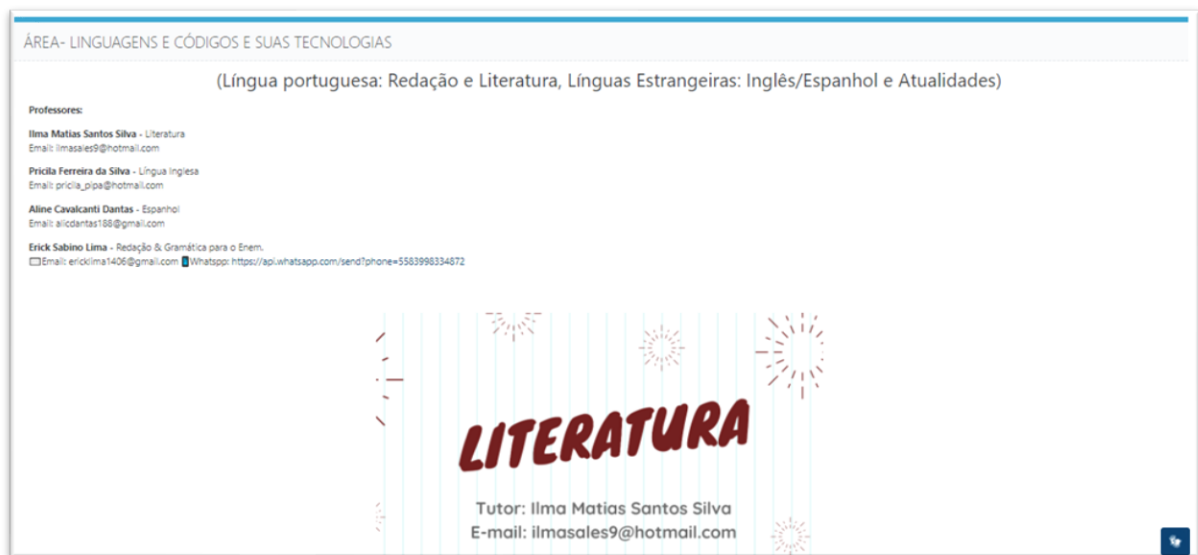 ÁREA- LINGUAGENS E CÓDIGOS E SUAS TECNOLOGIAS
(Língua portuguesa: Redação e Literatura, Línguas Estrangeiras: Inglês/Espanhol e Atualidades)
Professores:
Ilma Matias Santos Silva - Literatura
Email: ilmasales9@hotmail.com
Pricila Ferreira da Silva - Língua Inglesa
Email: pricila_pipa@hotmail.com
Aline Cavalcanti Dantas - Espanhol
Email: alicdantas188@gmail.com
Erick Sabino Lima - Redação & Gramática para o Enem.
Email: ericklima1406@gmail.com Whatspp: https://api.whatsapp.com/send?phone=5583998334872
LITERATURA
Tutor: Ilma Matias Santos Silva
E-mail: ilmasales9@hotmail.com